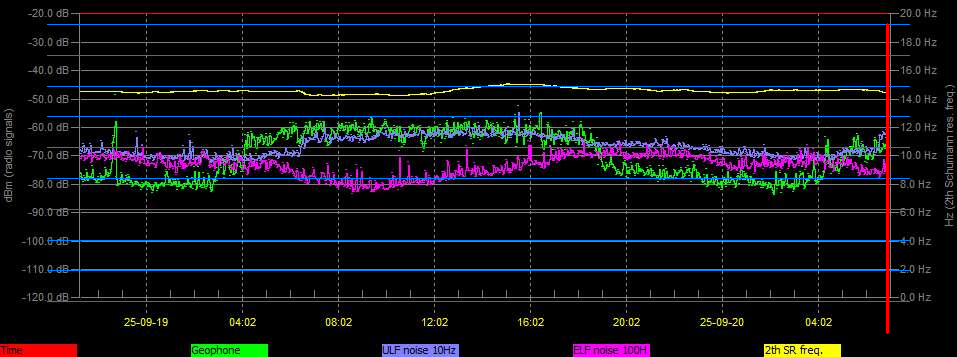 -20.0 dB 20.0 Hz
-30.0 dB 18.0 Hz
-40.0 dB 16.0 Hz
-50.0 dB 14.0 Hz
-60.0 dB 12.0 Hz
-70.0 dB 10.0 Hz
-80.0 dB 8.0 Hz
-90.0 dB 6.0 Hz
-100.0 dB 4.0 Hz
-110.0 dB 2.0 Hz
-120.0 dB 0.0 Hz
dBm (radio signals)
Hz (2th Schumann res. freq.)
25-09-19 04:02 08:02 12:02 16:02 20:02 25-09-20 04:02
Time Geophone ULF noise 10Hz ELF noise 100H 2th SR freq.